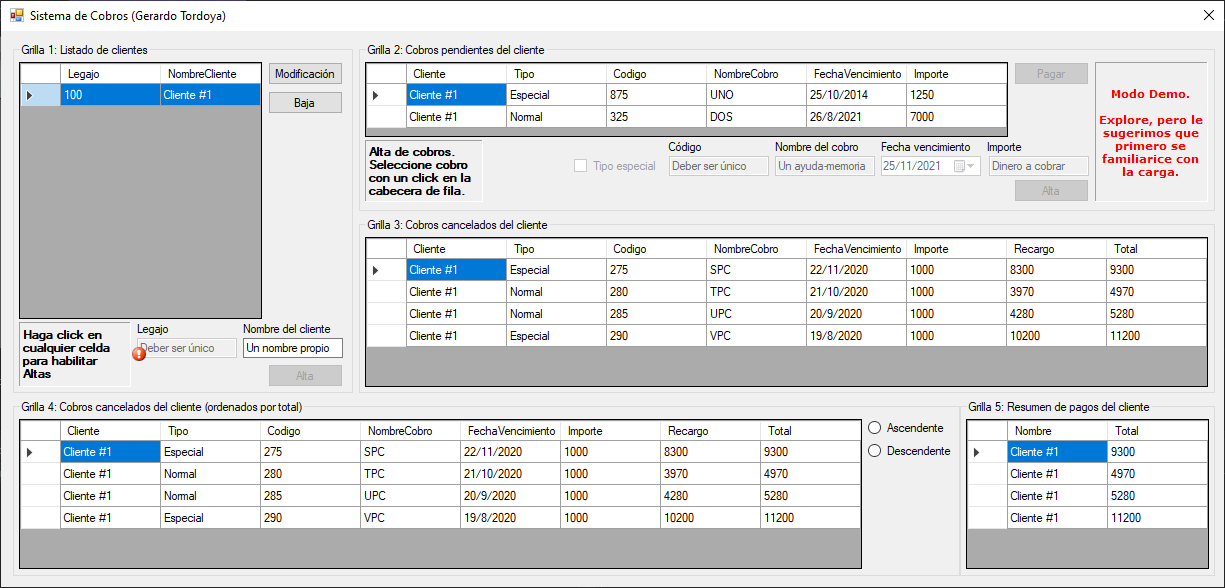 Sistema de Cobros (Gerardo Tordoya)
Grilla 1: Listado de clientes
Legajo NombreCliente
100 Cliente #1
Modificación
Baja
Haga click en
cualquier celda
para habilitar
Altas
Legajo Nombre del cliente
Deber ser único Un nombre propio
Alta
Grilla 2: Cobros pendientes del cliente
Cliente Tipo Codigo NombreCobro FechaVencimiento Importe
Cliente #1 Especial 875 UNO 25/10/2014 1250
Cliente #1 Normal 325 DOS 26/8/2021 7000
Pagar
Modo Demo.
Explore, pero le
sugerimos que
primero se
familiarice con
la carga.
Alta de cobros.
Seleccione cobro
con un click en la
cabecera de fila.
Tipo especial
Código Nombre del cobro Fecha vencimiento Importe
Deber ser único Un ayuda-memoria 25/11/2021 Dinero a cobrar
Alta
Grilla 3: Cobros cancelados del cliente
Cliente Tipo Codigo NombreCobro FechaVencimiento Importe Recargo Total
Cliente #1 Especial 275 SPC 22/11/2020 1000 8300 9300
Cliente #1 Normal 280 TPC 21/10/2020 1000 3970 4970
Cliente #1 Normal 285 UPC 20/9/2020 1000 4280 5280
Cliente #1 Especial 290 VPC 19/8/2020 1000 10200 11200
Grilla 4: Cobros cancelados del cliente (ordenados por total)
Cliente Tipo Codigo NombreCobro FechaVencimiento Importe Recargo Total
Cliente #1 Especial 275 SPC 22/11/2020 1000 8300 9300
Cliente #1 Normal 280 TPC 21/10/2020 1000 3970 4970
Cliente #1 Normal 285 UPC 20/9/2020 1000 4280 5280
Cliente #1 Especial 290 VPC 19/8/2020 1000 10200 11200
Ascendente
Descendente
Grilla 5: Resumen de pagos del cliente
Nombre Total
Cliente #1 9300
Cliente #1 4970
Cliente #1 5280
Cliente #1 11200